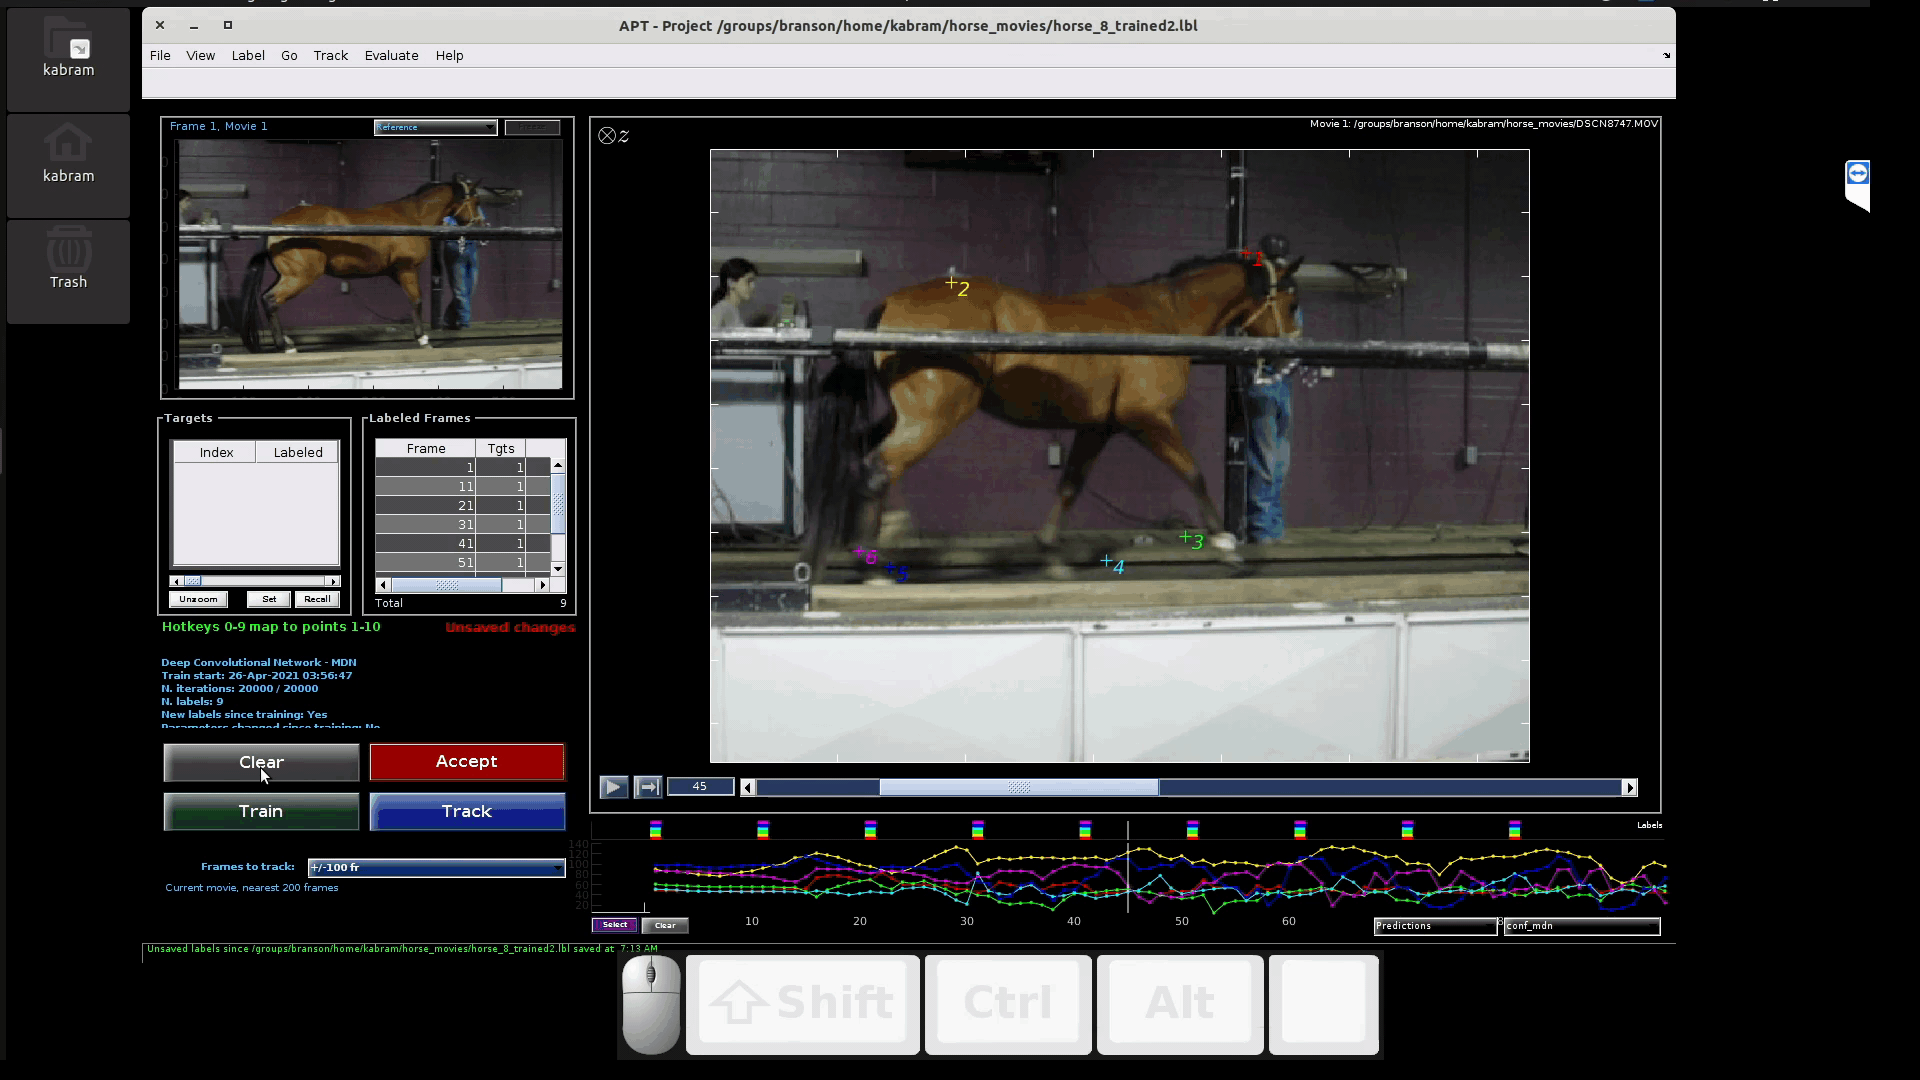 APT - Project /groups/branson/home/kabram/horse_movies/horse_8_trained2.lbl
kabram
kabram
Trash
File View Label Go Track Evaluate Help
Frame 1, Movie 1
Reference
Movie 1: /groups/branson/home/kabram/horse_movies/DSCN8747.MOV
z
1
2
3
4
5
6
Targets
Index Labeled
Unzoom Set Recall
Labeled Frames
Frame Tgts
1 1
11 1
21 1
31 1
41 1
51 1
Total 9
Hotkeys 0-9 map to points 1-10
Unsaved changes
Deep Convolutional Network - MDN
Train start: 26-Apr-2021 03:56:47
N. iterations: 20000 / 20000
N. labels: 9
New labels since training: Yes
Parameters changed since training: No
Clear Accept
Train Track
Frames to track: +/-100 fr
Current movie, nearest 200 frames
45
Labels
140
120
100
80
60
40
20
10 20 30 40 50 60
Select Clear
Predictions
conf_mdn
Unsaved labels since /groups/branson/home/kabram/horse_movies/horse_8_trained2.lbl saved at 7:13 AM
Shift Ctrl Alt